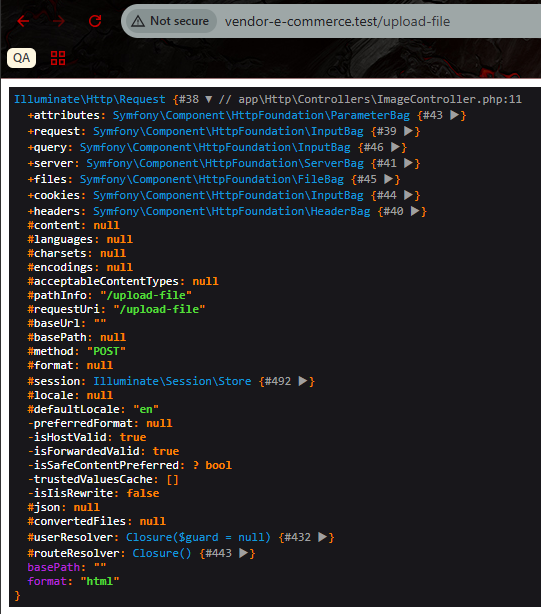 Not secure vendor-e-commerce.test/upload-file
QA
Illuminate\Http\Request {#38 ▼ // app\Http\Controllers\ImageController.php:11
+attributes: Symfony\Component\HttpFoundation\ParameterBag {#43 ▶}
+request: Symfony\Component\HttpFoundation\InputBag {#39 ▶}
+query: Symfony\Component\HttpFoundation\InputBag {#46 ▶}
+server: Symfony\Component\HttpFoundation\ServerBag {#41 ▶}
+files: Symfony\Component\HttpFoundation\FileBag {#45 ▶}
+cookies: Symfony\Component\HttpFoundation\InputBag {#44 ▶}
+headers: Symfony\Component\HttpFoundation\HeaderBag {#40 ▶}
#content: null
#languages: null
#charsets: null
#encodings: null
#acceptableContentTypes: null
#pathInfo: "/upload-file"
#requestUri: "/upload-file"
#baseUrl: ""
#basePath: null
#method: "POST"
#format: null
#session: Illuminate\Session\Store {#492 ▶}
#locale: null
#defaultLocale: "en"
-preferredFormat: null
-isHostValid: true
-isForwardedValid: true
-isSafeContentPreferred: ? bool
-trustedValuesCache: []
-isIisRewrite: false
#json: null
#convertedFiles: null
#userResolver: Closure($guard = null) {#432 ▶}
#routeResolver: Closure() {#443 ▶}
basePath: ""
format: "html"
}